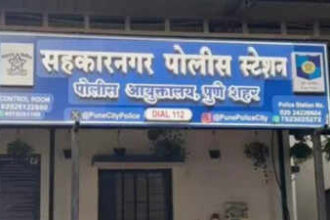 सहकारनगर पोलीस स्टेशन
पोलीस आयुक्तालय, पुणे शहर
CONTROL ROOM
Police Station No.
@PuneCityPolice
DIAL 112
@PuneCityPolice